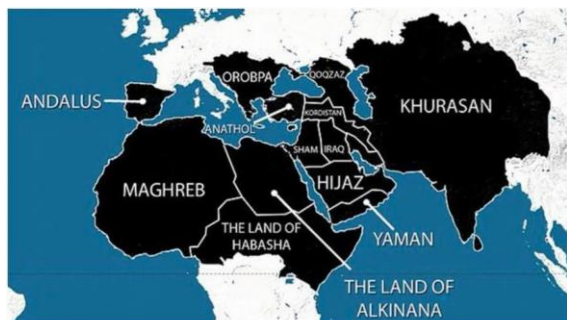 OROBPA
QOQZAZ
ANDALUS
KORDISTAN
KHURASAN
ANATHOL
SHAM
IRAQ
MAGHREB
HIJAZ
THE LAND OF
HABASHA
YAMAN
THE LAND OF
ALKINANA